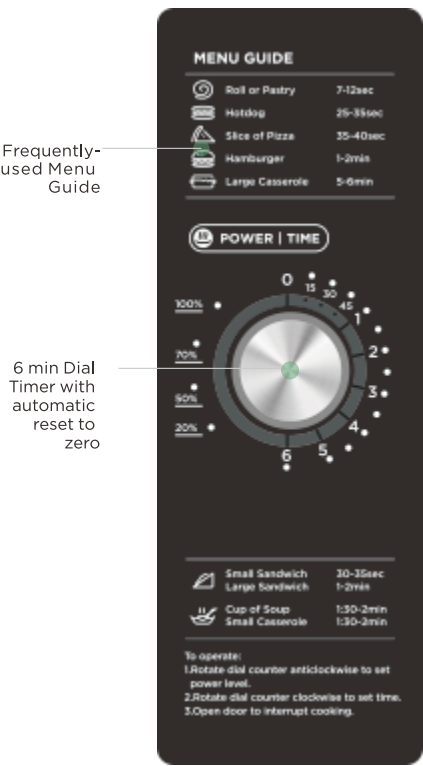 MENU GUIDE
Roll or Pastry 7-12sec
Hotdog 25-35sec
Slice of Pizza 35-40sec
Hamburger 1-2min
Large Casserole 5-6min
Frequently-
used Menu
Guide
POWER | TIME
0
15
30
45
1
2
3
4
5
6
100%
70%
50%
20%
6 min Dial
Timer with
automatic
reset to
zero
Small Sandwich 30-35sec
Large Sandwich 1-2min
Cup of Soup 1:30-2min
Small Casserole 1:30-2min
To operate:
1.Rotate dial counter anticlockwise to set
power level.
2.Rotate dial counter clockwise to set time.
3.Open door to interrupt cooking.